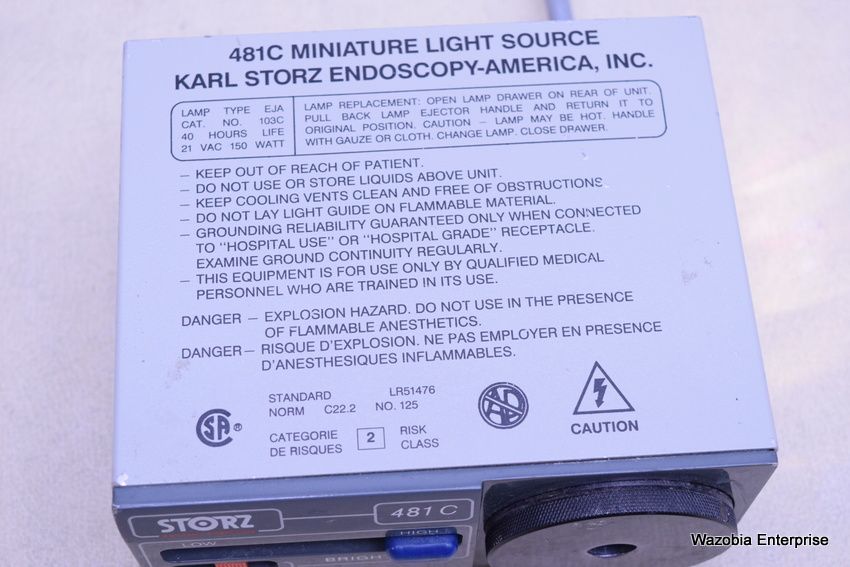 481C MINIATURE LIGHT SOURCE
KARL STORZ ENDOSCOPY-AMERICA, INC.
LAMP TYPE EJA
CAT. NO. 103C
40 HOURS LIFE
21 VAC 150 WATT
LAMP REPLACEMENT: OPEN LAMP DRAWER ON REAR OF UNIT.
PULL BACK LAMP EJECTOR HANDLE AND RETURN IT TO
ORIGINAL POSITION. CAUTION – LAMP MAY BE HOT. HANDLE
WITH GAUZE OR CLOTH. CHANGE LAMP. CLOSE DRAWER.
– KEEP OUT OF REACH OF PATIENT.
– DO NOT USE OR STORE LIQUIDS ABOVE UNIT.
– KEEP COOLING VENTS CLEAN AND FREE OF OBSTRUCTIONS
– DO NOT LAY LIGHT GUIDE ON FLAMMABLE MATERIAL.
– GROUNDING RELIABILITY GUARANTEED ONLY WHEN CONNECTED
TO "HOSPITAL USE" OR "HOSPITAL GRADE" RECEPTACLE.
EXAMINE GROUND CONTINUITY REGULARLY.
– THIS EQUIPMENT IS FOR USE ONLY BY QUALIFIED MEDICAL
PERSONNEL WHO ARE TRAINED IN ITS USE.
DANGER – EXPLOSION HAZARD. DO NOT USE IN THE PRESENCE
OF FLAMMABLE ANESTHETICS.
DANGER – RISQUE D'EXPLOSION. NE PAS EMPLOYER EN PRESENCE
D'ANESTHESIQUES INFLAMMABLES.
STANDARD LR51476
NORM C22.2 NO. 125
CATEGORIE 2 RISK
DE RISQUES CLASS
CAUTION
STORZ
481 C
LOW
HIGH
BRIGH
Wazobia Enterprise